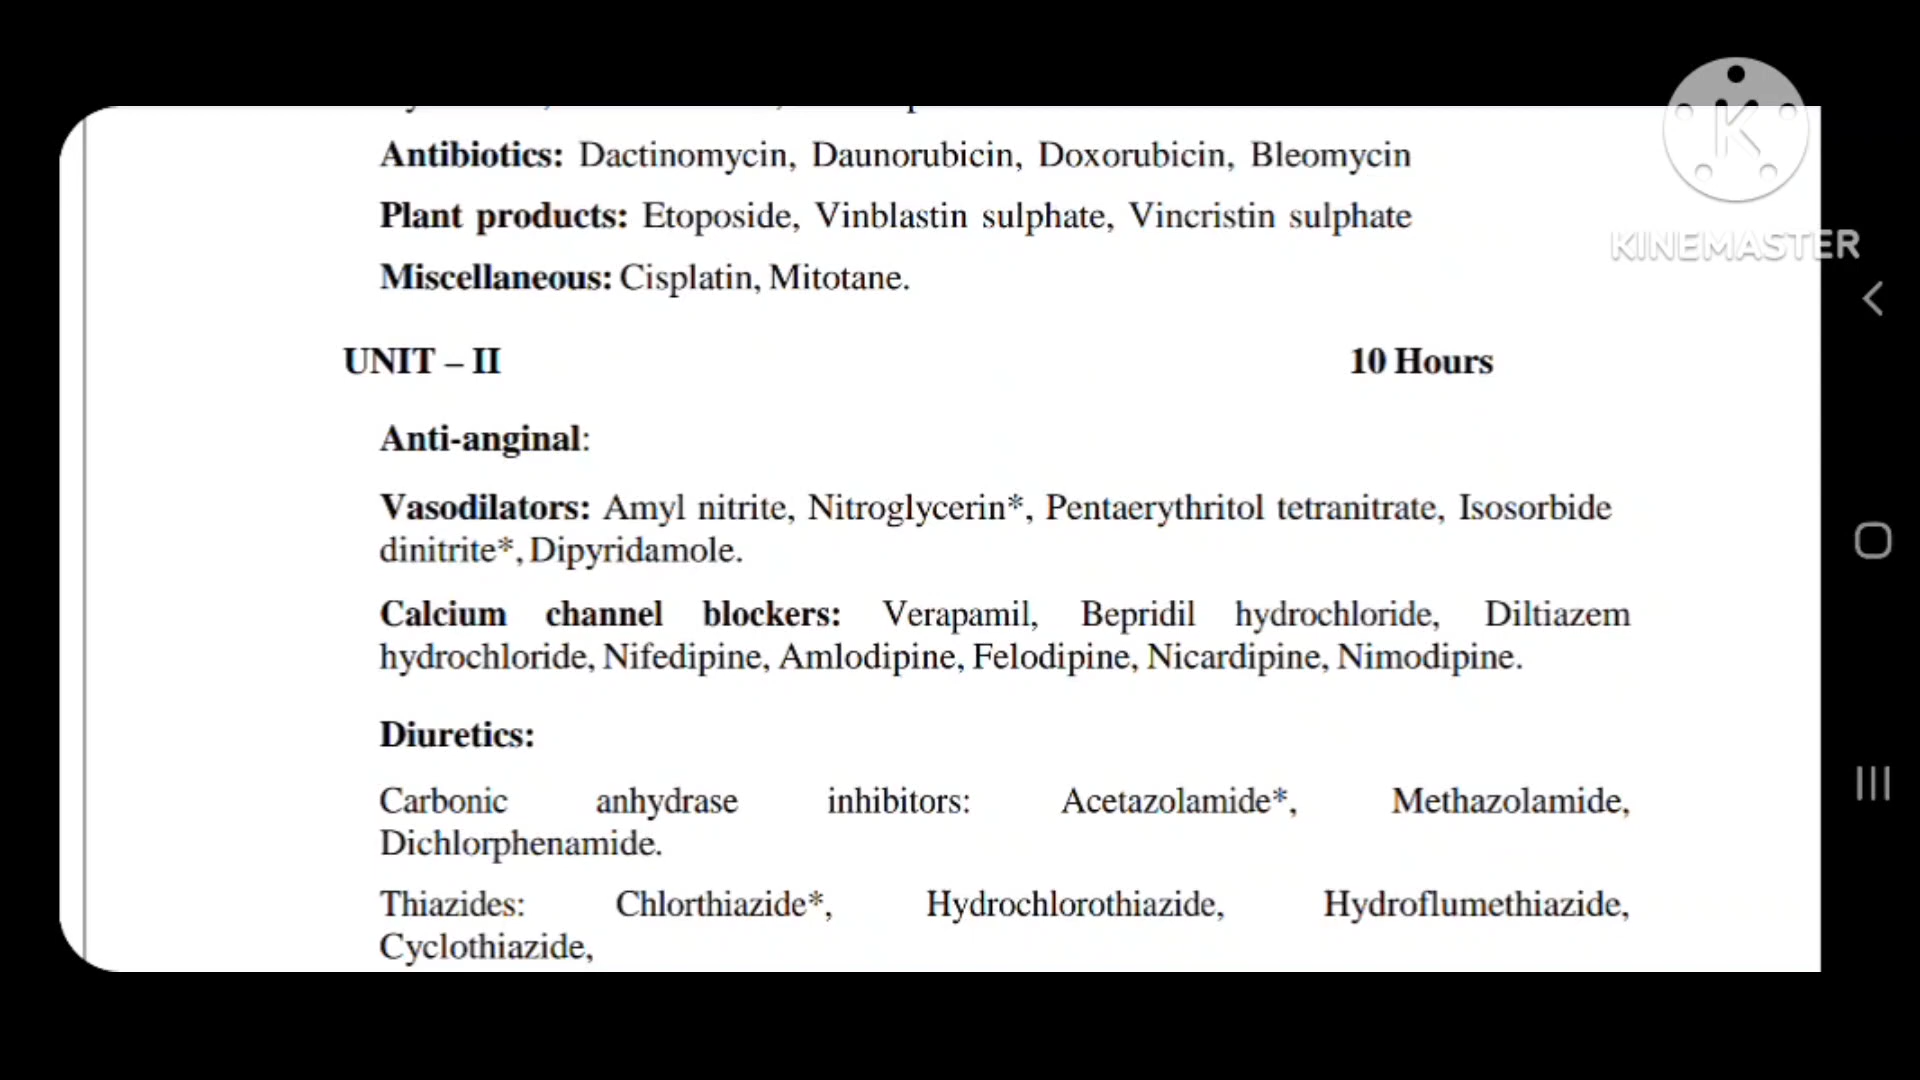 Antibiotics: Dactinomycin, Daunorubicin, Doxorubicin, Bleomycin
Plant products: Etoposide, Vinblastin sulphate, Vincristin sulphate
Miscellaneous: Cisplatin, Mitotane.
UNIT – II 10 Hours
Anti-anginal:
Vasodilators: Amyl nitrite, Nitroglycerin*, Pentaerythritol tetranitrate, Isosorbide
dinitrite*, Dipyridamole.
Calcium channel blockers: Verapamil, Bepridil hydrochloride, Diltiazem
hydrochloride, Nifedipine, Amlodipine, Felodipine, Nicardipine, Nimodipine.
Diuretics:
Carbonic anhydrase inhibitors: Acetazolamide*, Methazolamide,
Dichlorphenamide.
Thiazides: Chlorthiazide*, Hydrochlorothiazide, Hydroflumethiazide,
Cyclothiazide,
K
KINEMASTER